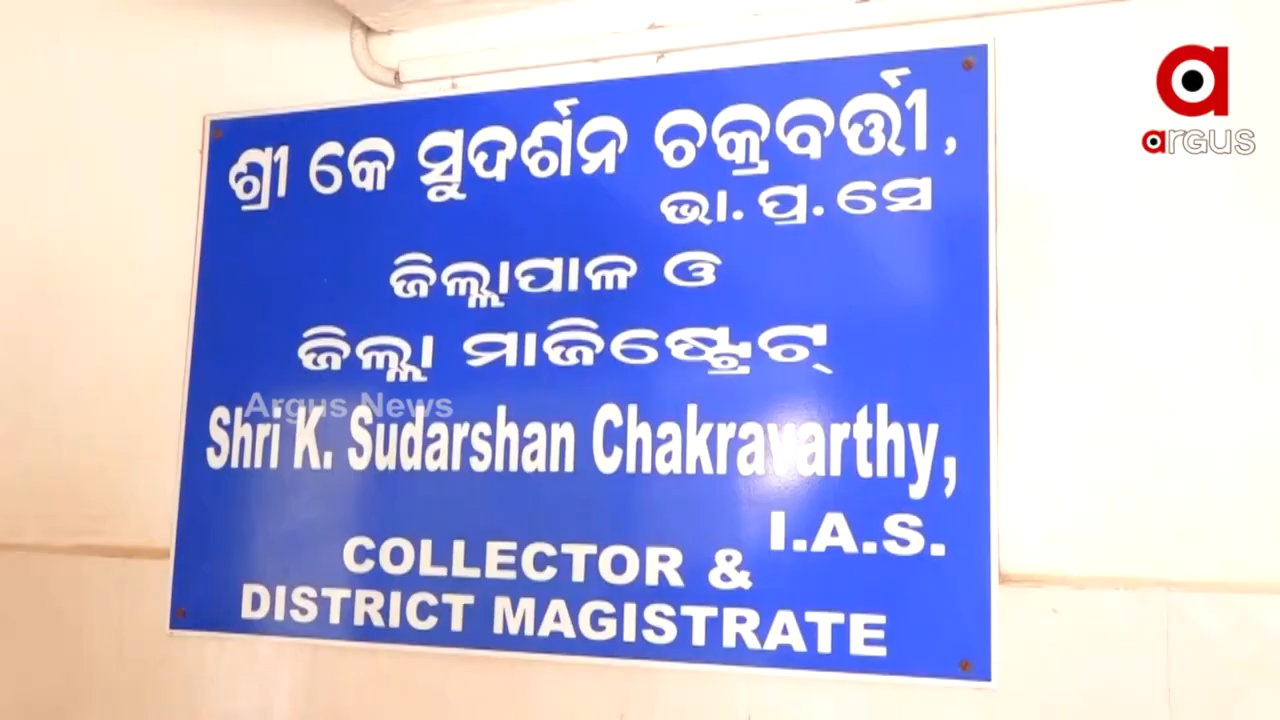 ଶ୍ରୀ କେ ସୁଦର୍ଶନ ଚକ୍ରବର୍ତ୍ତୀ,
ଭା.ପ୍ର.ସେ
ଜିଲ୍ଲାପାଳ ଓ
ଜିଲ୍ଲା ମାଜିଷ୍ଟ୍ରେଟ୍
Argus News
Shri K. Sudarshan Chakravarthy,
I.A.S.
COLLECTOR &
DISTRICT MAGISTRATE
a
argus